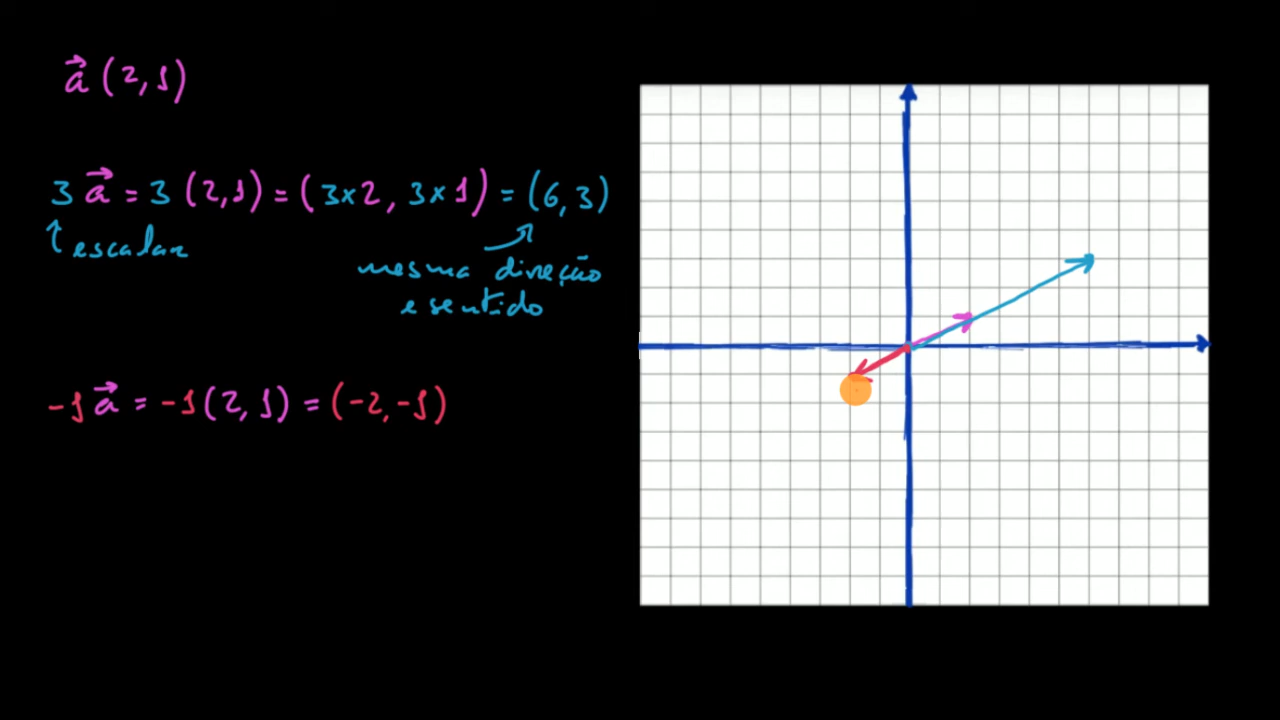 a⃗ (2,1)
3 a⃗ = 3 (2,1) = (3×2, 3×1) = (6,3)
↑ escalar
mesma direção
e sentido
-1 a⃗ = -1 (2,1) = (-2,-1)